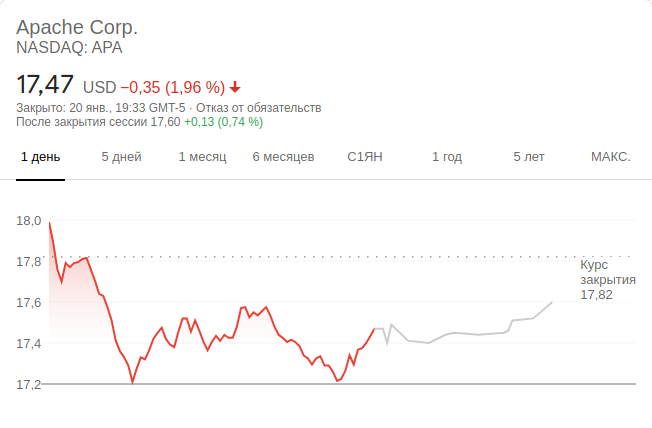 Apache Corp.
NASDAQ: APA
17,47 USD −0,35 (1,96 %)
Закрыто: 20 янв., 19:33 GMT-5 · Отказ от обязательств
После закрытия сессии 17,60 +0,13 (0,74 %)
1 день 5 дней 1 месяц 6 месяцев С1ЯН 1 год 5 лет МАКС.
18,0
17,8
Курс
закрытия
17,82
17,6
17,4
17,2